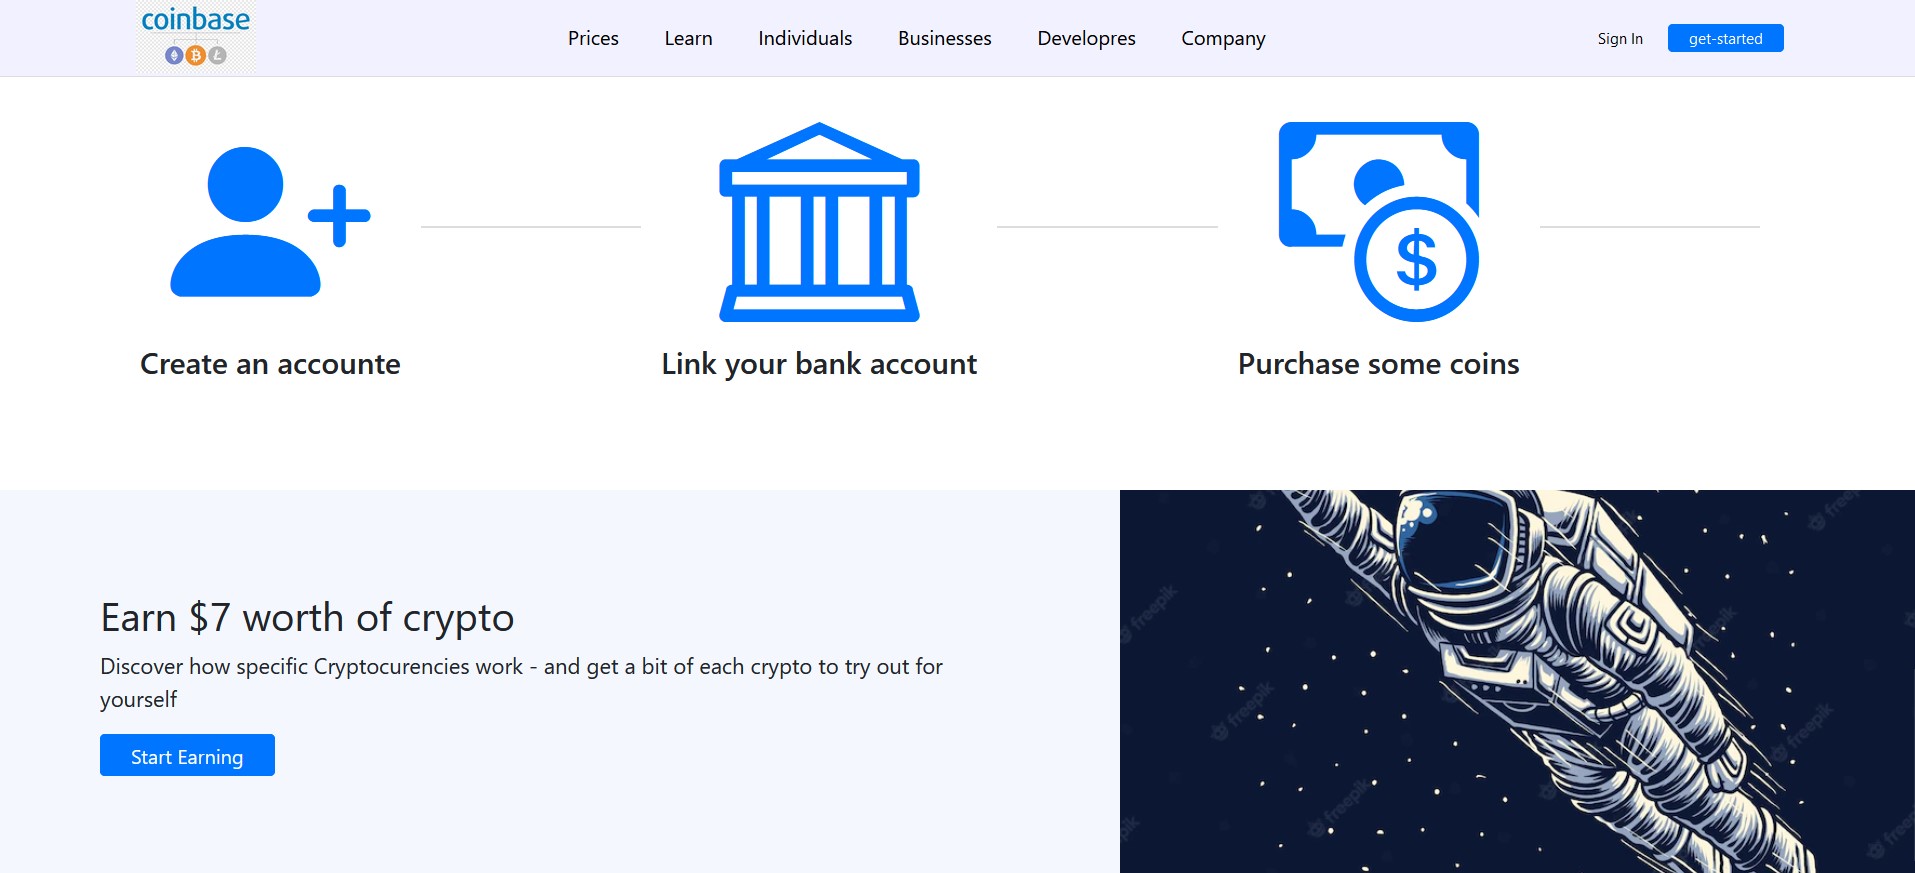 coinbase
Prices Learn Individuals Businesses Developres Company Sign In get-started
Create an accounte Link your bank account Purchase some coins
Earn $7 worth of crypto
Discover how specific Cryptocurencies work - and get a bit of each crypto to try out for
yourself
Start Earning
freepik
freepik
freepik
freepik
freepik
freepik